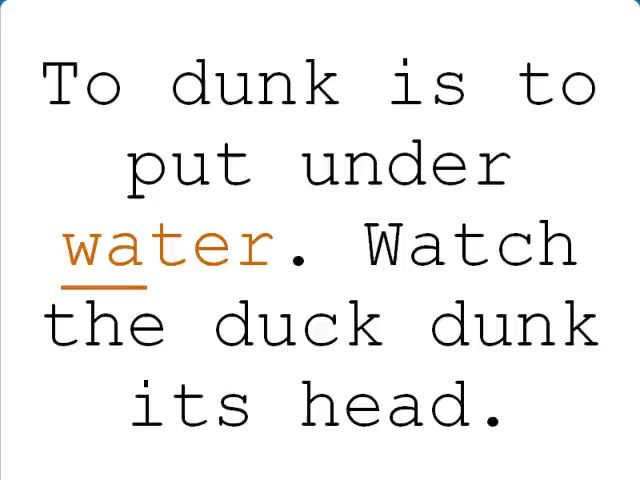 To dunk is to
put under
water. Watch
the duck dunk
its head.